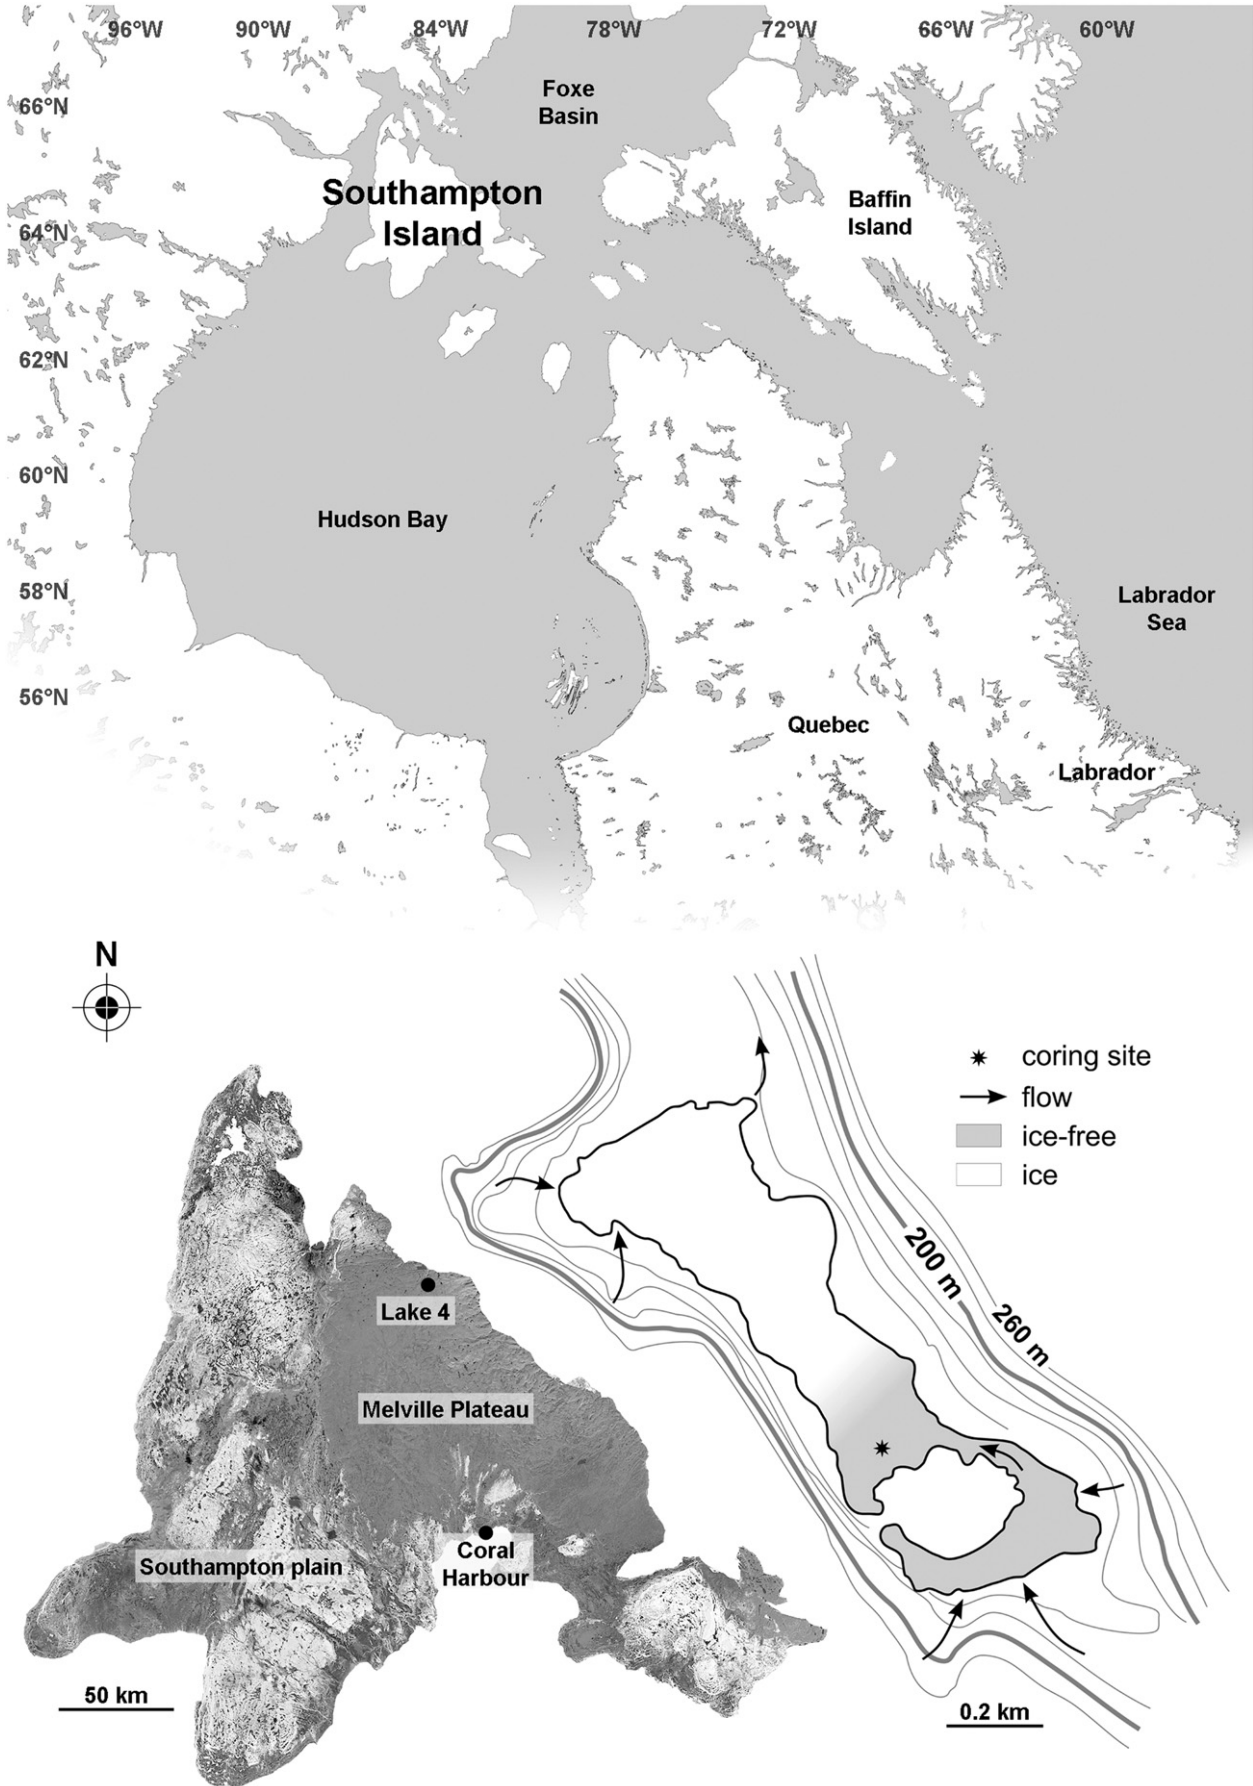 96°W 90°W 84°W 78°W 72°W 66°W 60°W
66°N
Foxe
Basin
Southampton
Island
Baffin
Island
64°N
62°N
60°N
Hudson Bay
58°N
Labrador
Sea
56°N
Quebec
Labrador
N
coring site
flow
ice-free
ice
200 m
260 m
Lake 4
Melville Plateau
Southampton plain
Coral
Harbour
50 km
0.2 km